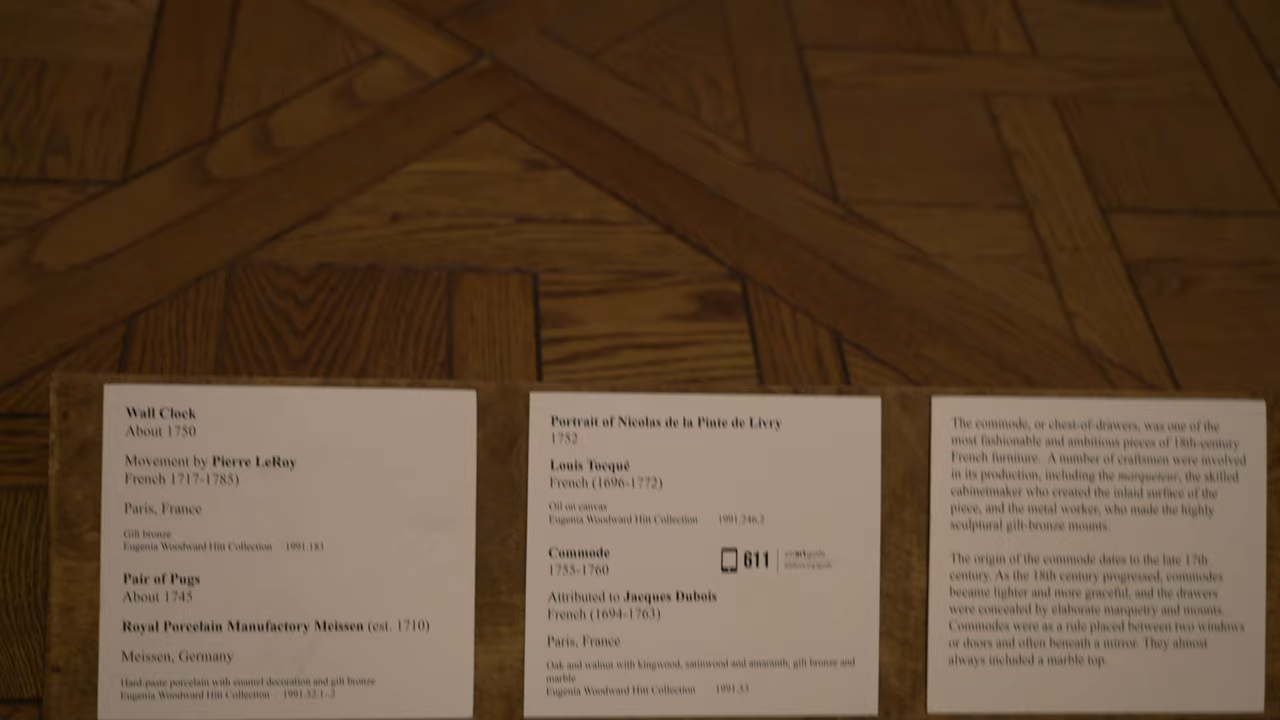 Wall Clock
About 1750
Movement by Pierre LeRoy
French 1717-1785)
Paris, France
Gilt bronze
Eugenia Woodward Hitt Collection 1991.183
Pair of Pugs
About 1745
Royal Porcelain Manufactory Meissen (est. 1710)
Meissen, Germany
Hard-paste porcelain with enamel decoration and gilt bronze
Eugenia Woodward Hitt Collection 1991.52.1-.2
Portrait of Nicolas de la Pinte de Livry
1752
Louis Tocqué
French (1696-1772)
Oil on canvas
Eugenia Woodward Hitt Collection 1991.246.2
Commode
1755-1760
611
Attributed to Jacques Dubois
French (1694-1763)
Paris, France
Oak and walnut with kingwood, satinwood and amaranth, gilt bronze and
marble
Eugenia Woodward Hitt Collection 1991.53
The commode, or chest-of-drawers, was one of the
most fashionable and ambitious pieces of 18th-century
French furniture. A number of craftsmen were involved
in its production, including the marqueteur, the skilled
cabinetmaker who created the inlaid surface of the
piece, and the metal worker, who made the highly
sculptural gilt-bronze mounts.
The origin of the commode dates to the late 17th
century. As the 18th century progressed, commodes
became lighter and more graceful, and the drawers
were concealed by elaborate marquetry and mounts.
Commodes were as a rule placed between two windows
or doors and often beneath a mirror. They almost
always included a marble top.